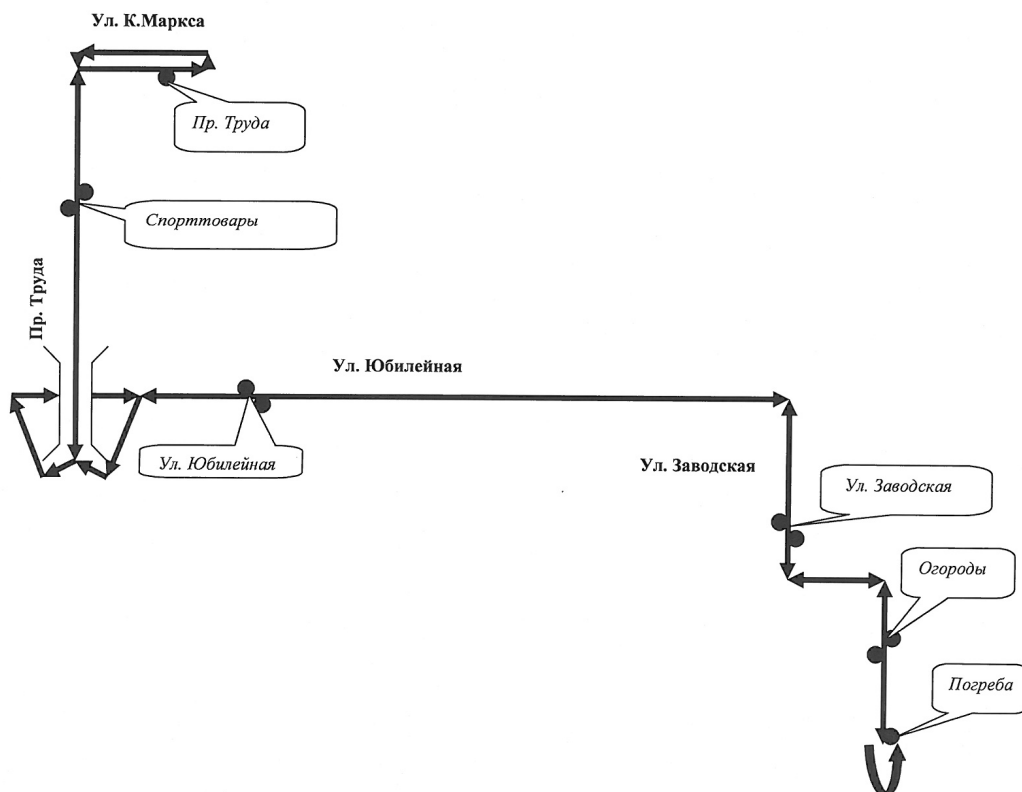 Ул. К.Маркса
Пр. Труда
Спорттовары
Пр. Труда
Ул. Юбилейная
Ул. Юбилейная
Ул. Заводская
Ул. Заводская
Огороды
Погреба